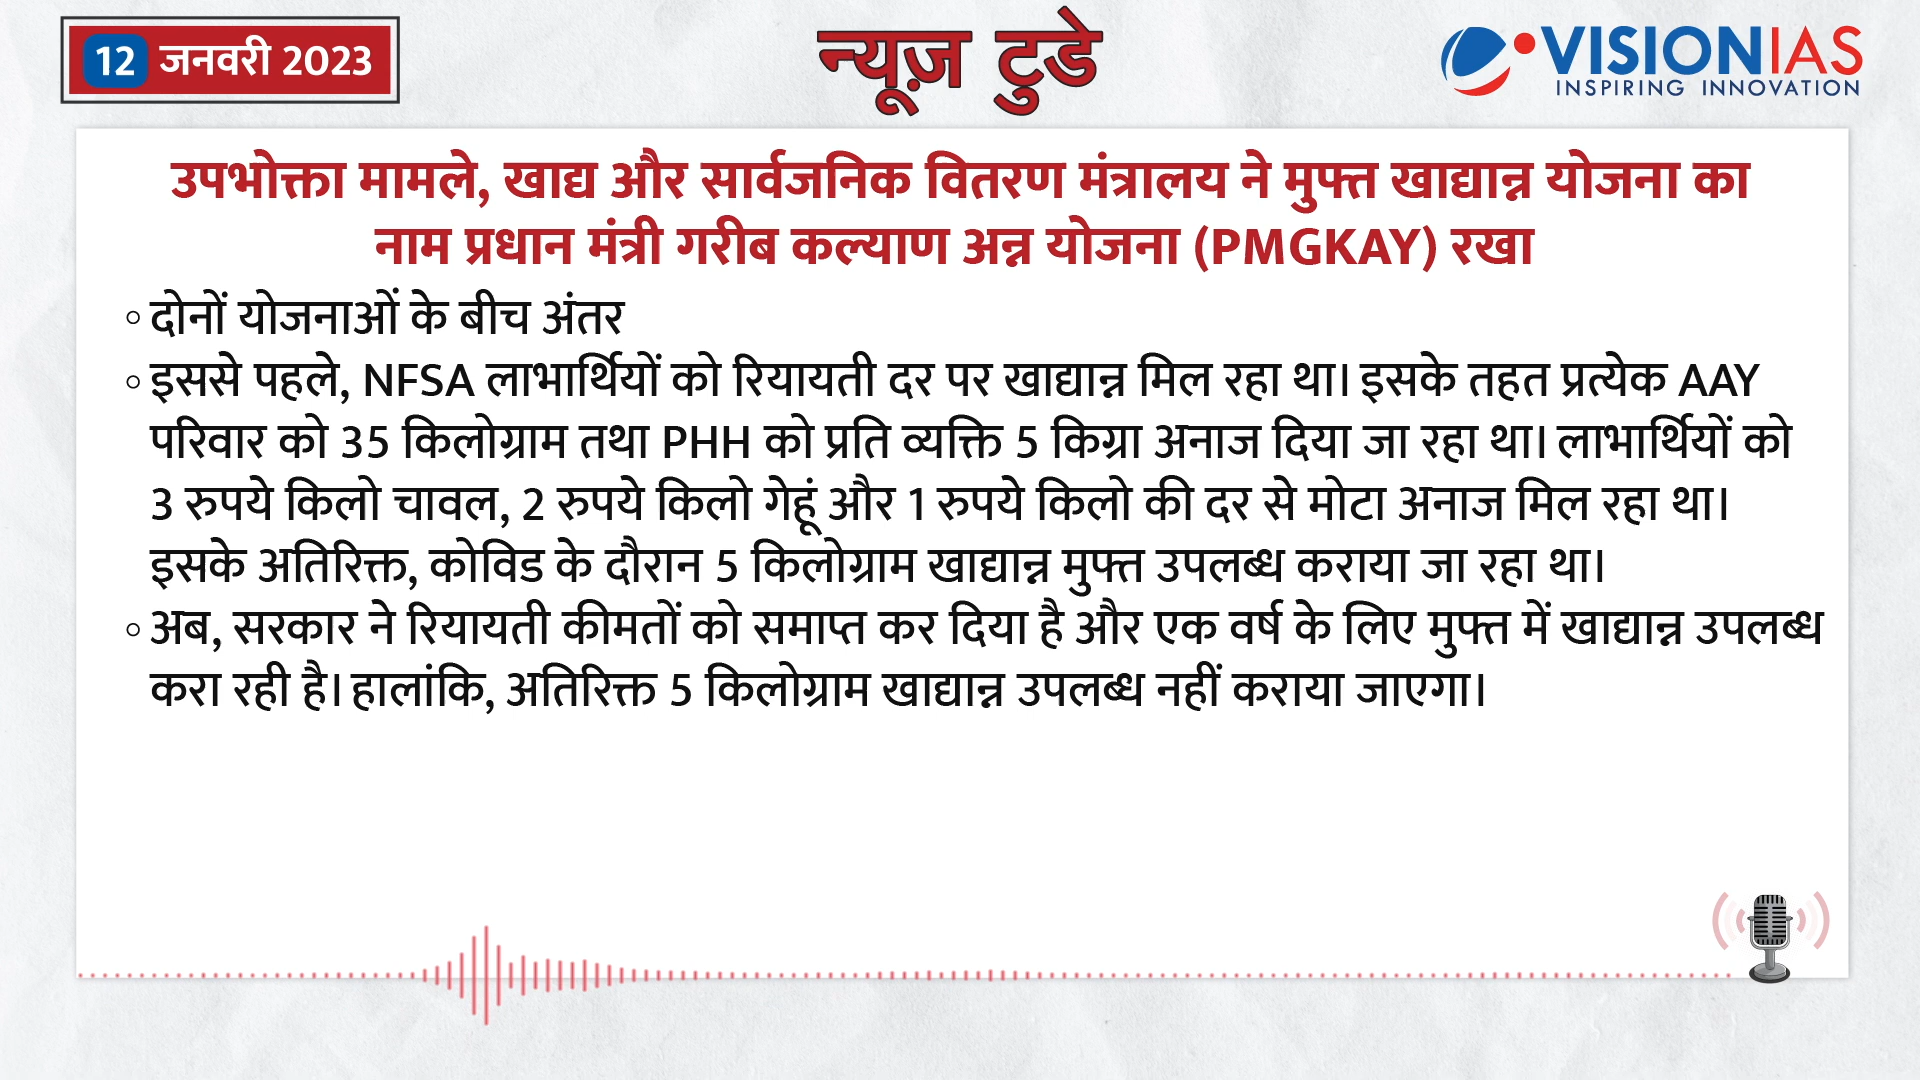 12 जनवरी 2023
न्यूज़ टुडे
VISIONIAS
INSPIRING INNOVATION
उपभोक्ता मामले, खाद्य और सार्वजनिक वितरण मंत्रालय ने मुफ्त खाद्यान्न योजना का
नाम प्रधान मंत्री गरीब कल्याण अन्न योजना (PMGKAY) रखा
◦ दोनों योजनाओं के बीच अंतर
◦ इससे पहले, NFSA लाभार्थियों को रियायती दर पर खाद्यान्न मिल रहा था। इसके तहत प्रत्येक AAY
परिवार को 35 किलोग्राम तथा PHH को प्रति व्यक्ति 5 किग्रा अनाज दिया जा रहा था। लाभार्थियों को
3 रुपये किलो चावल, 2 रुपये किलो गेहूं और 1 रुपये किलो की दर से मोटा अनाज मिल रहा था।
इसके अतिरिक्त, कोविड के दौरान 5 किलोग्राम खाद्यान्न मुफ्त उपलब्ध कराया जा रहा था।
◦ अब, सरकार ने रियायती कीमतों को समाप्त कर दिया है और एक वर्ष के लिए मुफ्त में खाद्यान्न उपलब्ध
करा रही है। हालांकि, अतिरिक्त 5 किलोग्राम खाद्यान्न उपलब्ध नहीं कराया जाएगा।